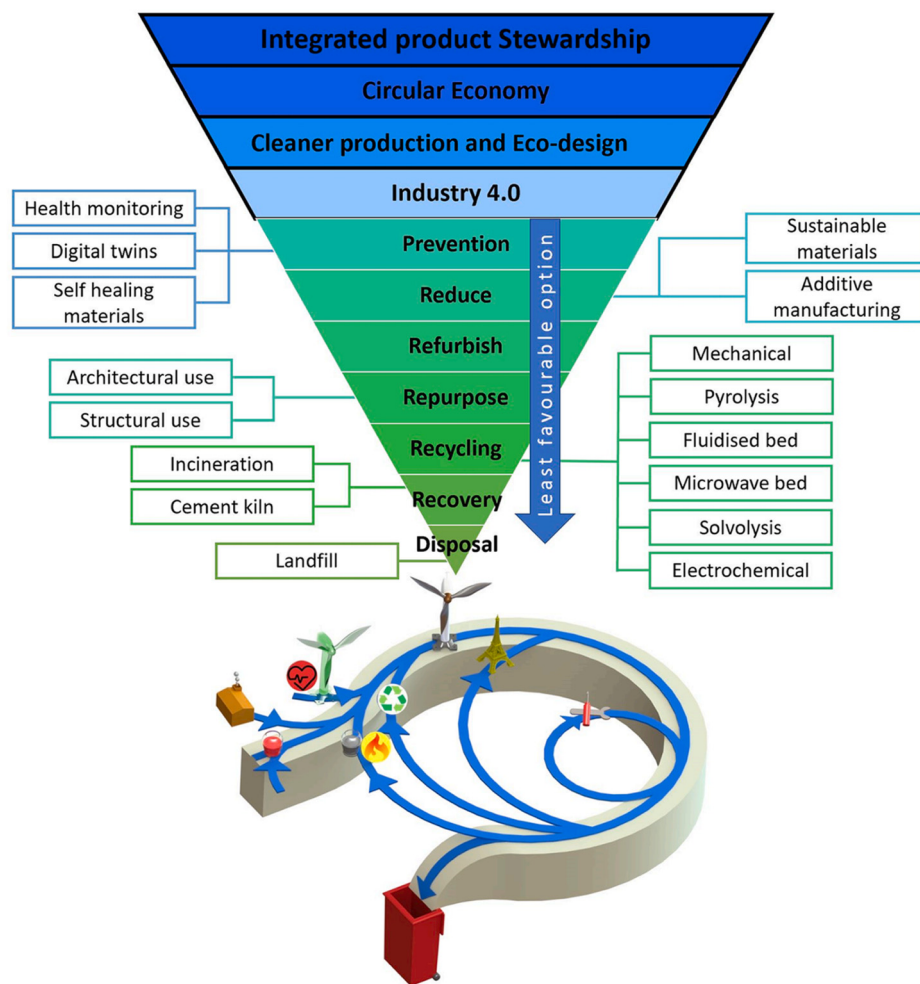 Integrated product Stewardship
Circular Economy
Cleaner production and Eco-design
Industry 4.0
Health monitoring
Digital twins
Self healing
materials
Prevention
Reduce
Refurbish
Repurpose
Recycling
Recovery
Disposal
Least favourable option
Sustainable
materials
Additive
manufacturing
Architectural use
Structural use
Incineration
Cement kiln
Landfill
Mechanical
Pyrolysis
Fluidised bed
Microwave bed
Solvolysis
Electrochemical